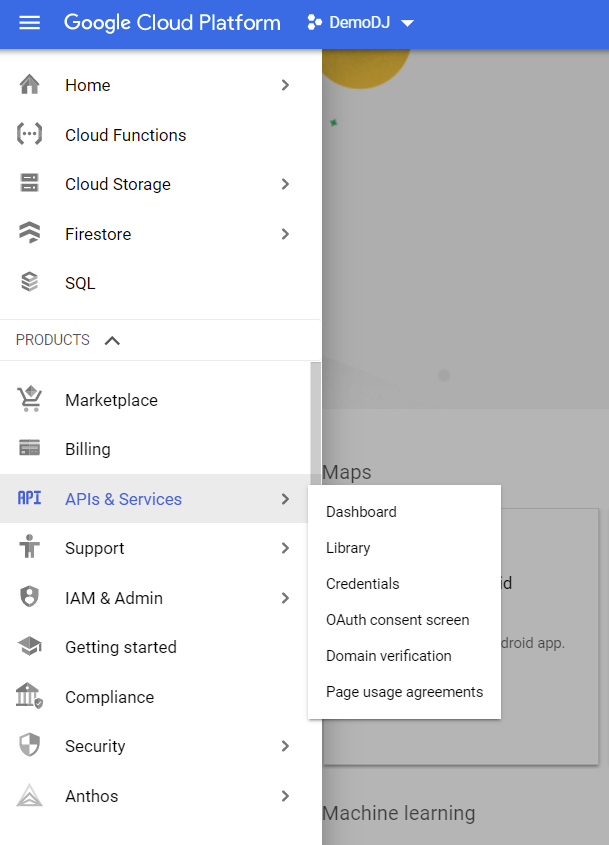 Google Cloud Platform DemoDJ
Home
Cloud Functions
Cloud Storage
Firestore
SQL
PRODUCTS
Marketplace
Billing
API APIs & Services
Support
IAM & Admin
Getting started
Compliance
Security
Anthos
Maps
Dashboard
Library
Credentials
OAuth consent screen
Domain verification
Page usage agreements
id
droid app.
Machine learning